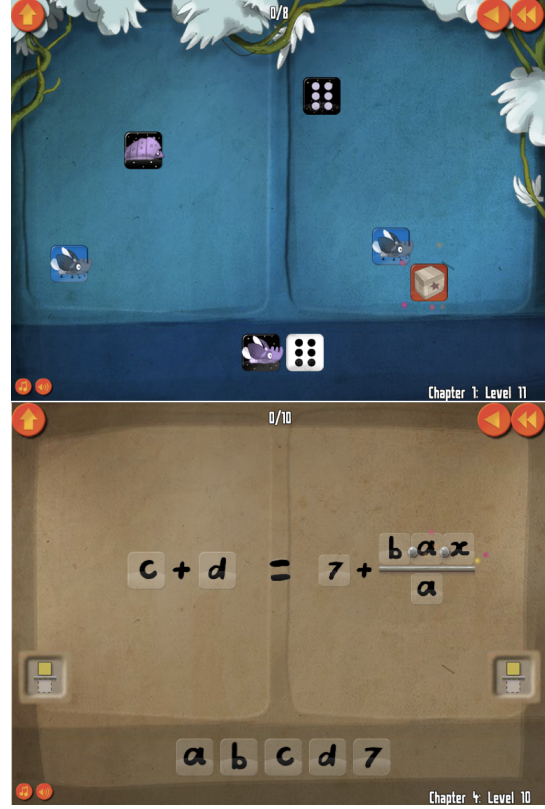 0/8
Chapter 1: Level 11
0/10
c + d = 7 + b · a · x
a
a b c d 7
Chapter 4: Level 10